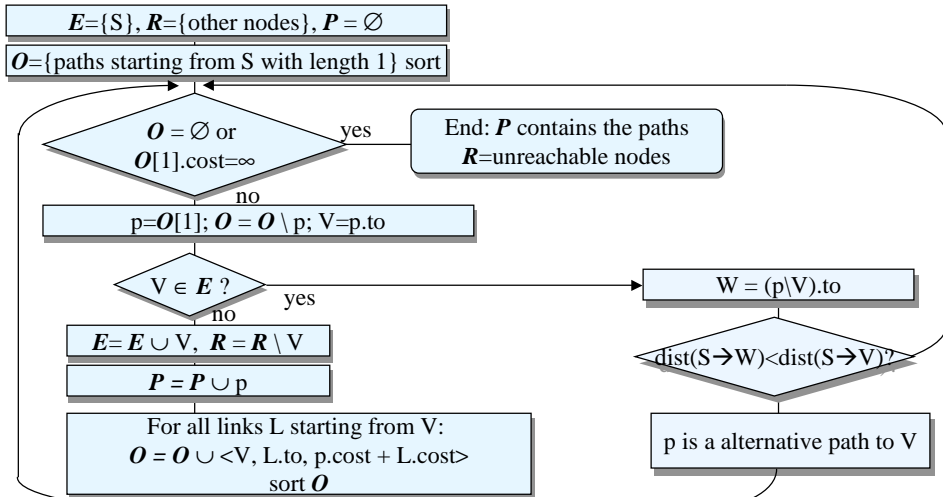 E={S}, R={other nodes}, P = ∅
O={paths starting from S with length 1} sort
O = ∅ or
O[1].cost=∞
yes
End: P contains the paths
R=unreachable nodes
no
p=O[1]; O = O \ p; V=p.to
V ∈ E ?
yes
W = (p\V).to
no
E= E ∪ V, R = R \ V
dist(S→W)<dist(S→V)?
P = P ∪ p
For all links L starting from V:
O = O ∪ <V, L.to, p.cost + L.cost>
sort O
p is a alternative path to V